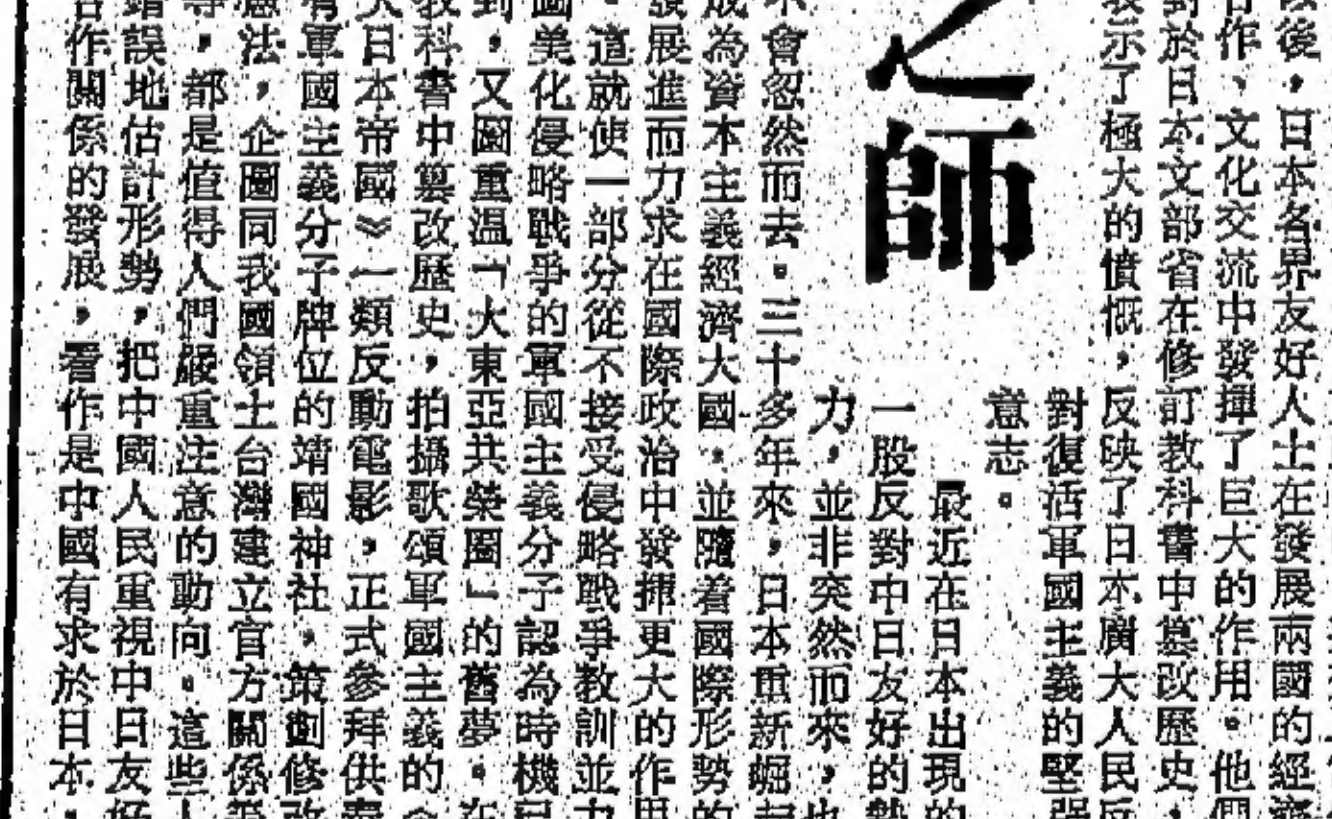 以後，日本各界友好人士在發展兩國的經濟
合作、文化交流中發揮了巨大的作用。他們
對於日本文部省在修訂教科書中篡改歷史，
表示了極大的憤慨，反映了日本廣大人民反
對復活軍國主義的堅强
意志。
之師
最近在日本出現的
一股反對中日友好的勢
力，並非突然而來，也
不會忽然而去。三十多年來，日本重新崛起
成為資本主義經濟大國，並隨着國際形勢的
發展進而力求在國際政治中發揮更大的作用
。這就使一部分從不接受侵略戰爭教訓並力
圖美化侵略戰爭的軍國主義分子認為時機已
到，又圖重溫「大東亞共榮圈」的舊夢。在
教科書中篡改歷史，拍攝歌頌軍國主義的《
大日本帝國》一類反動電影，正式參拜供奉
有軍國主義分子牌位的靖國神社，策劃修改
憲法，企圖同我國領土台灣建立官方關係等
等，都是值得人們嚴重注意的動向。這些人
錯誤地估計形勢，把中國人民重視中日友好
合作關係的發展，看作是中國有求於日本，